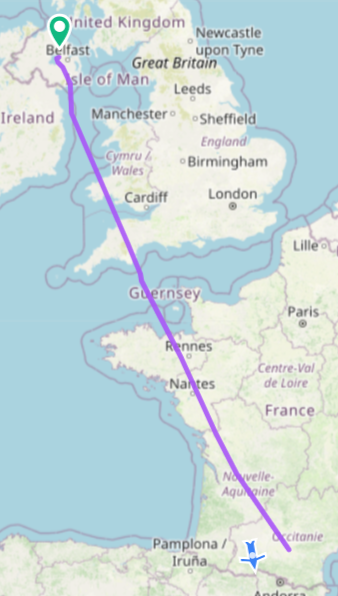 United Kingdom
Newcastle
upon Tyne
Belfast
Great Britain
Isle of Man
Leeds
Manchester
Sheffield
Ireland
England
Cymru /
Wales
Birmingham
Cardiff
London
Lille
Guernsey
Paris
Rennes
Centre-Val
de Loire
Nantes
France
Nouvelle-
Aquitaine
Occitanie
Pamplona /
Iruña
Andorra